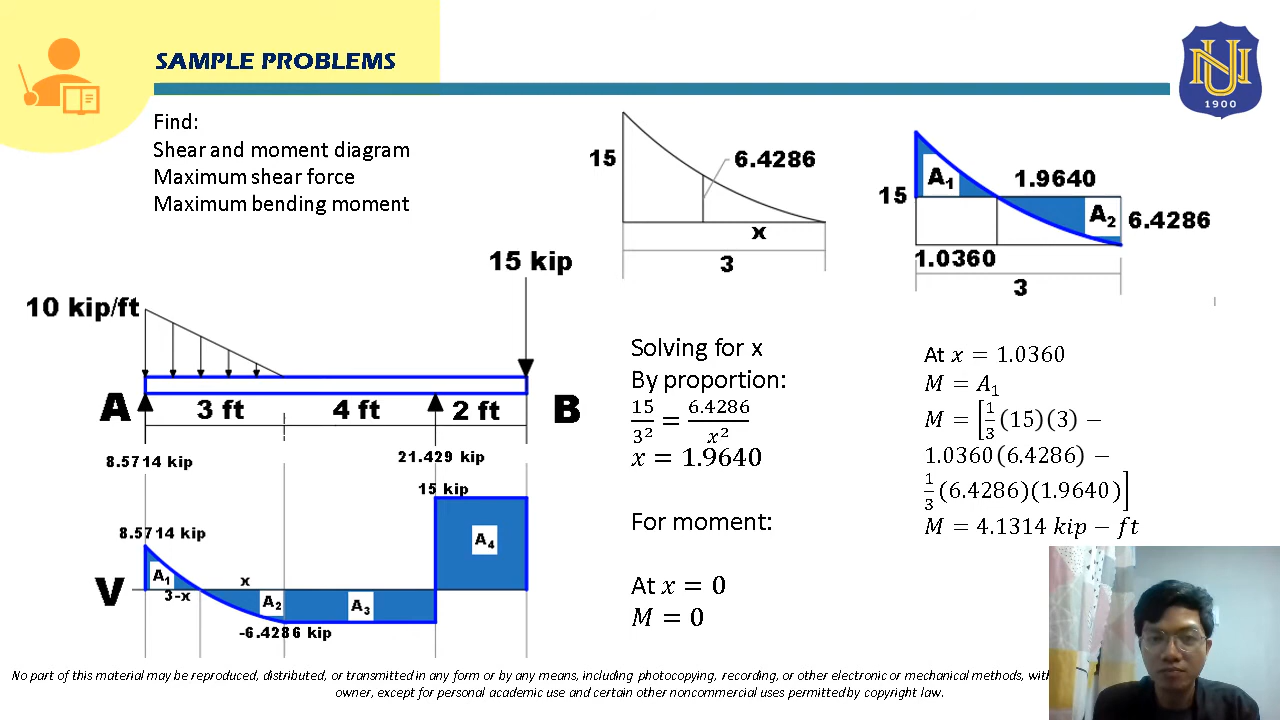 SAMPLE PROBLEMS
NU
1900
Find:
Shear and moment diagram
Maximum shear force
Maximum bending moment
15 kip
10 kip/ft
A
3 ft
4 ft
2 ft
B
8.5714 kip
21.429 kip
15 kip
8.5714 kip
A₄
V
A₁
3-x
x
A₂
A₃
-6.4286 kip
15
6.4286
x
3
A₁
1.9640
15
A₂
6.4286
1.0360
3
Solving for x
By proportion:
15/3² = 6.4286/x²
x = 1.9640
For moment:
At x = 0
M = 0
At x = 1.0360
M = A₁
M = [1/3 (15)(3) −
1.0360(6.4286) −
1/3 (6.4286)(1.9640)]
M = 4.1314 kip − ft
No part of this material may be reproduced, distributed, or transmitted in any form or by any means, including photocopying, recoding, or other electronic or mechanical methods,
owner, except for personal academic use and certain other noncommercial uses permitted by copyright law.